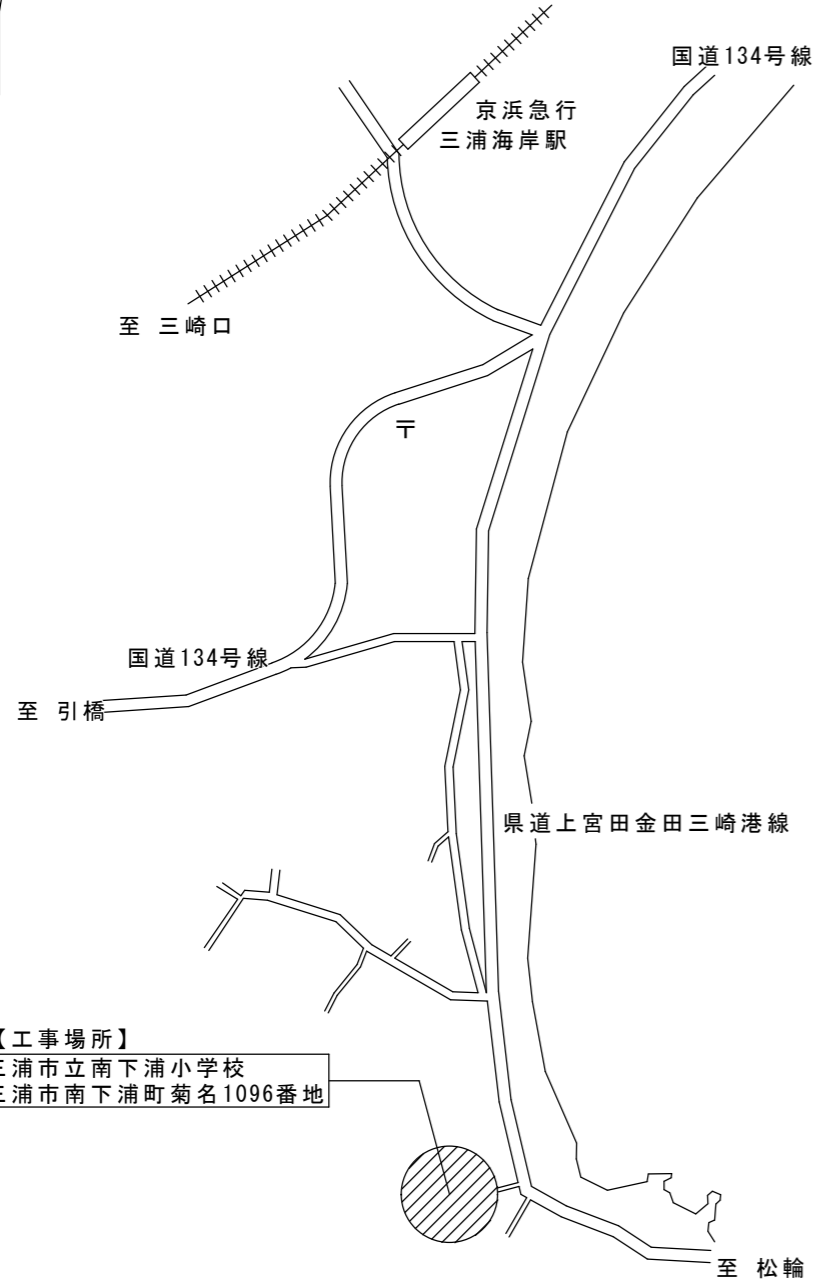 国道134号線
京浜急行
三浦海岸駅
至 三崎口
〒
国道134号線
至 引橋
県道上宮田金田三崎港線
【工事場所】
三浦市立南下浦小学校
三浦市南下浦町菊名1096番地
至 松輪